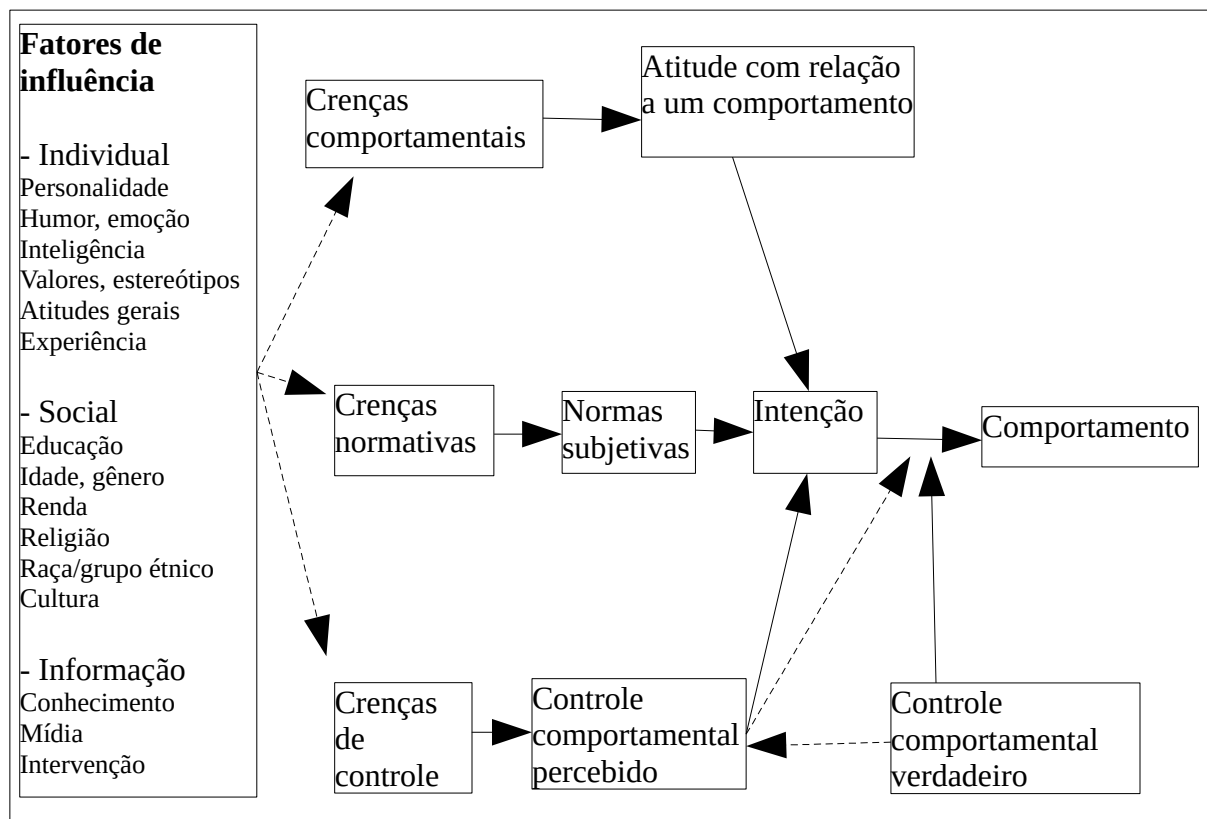 Fatores de
influência
- Individual
Personalidade
Humor, emoção
Inteligência
Valores, estereótipos
Atitudes gerais
Experiência
- Social
Educação
Idade, gênero
Renda
Religião
Raça/grupo étnico
Cultura
- Informação
Conhecimento
Mídia
Intervenção
Crenças
comportamentais
Atitude com relação
a um comportamento
Crenças
normativas
Normas
subjetivas
Intenção
Comportamento
Crenças
de
controle
Controle
comportamental
percebido
Controle
comportamental
verdadeiro